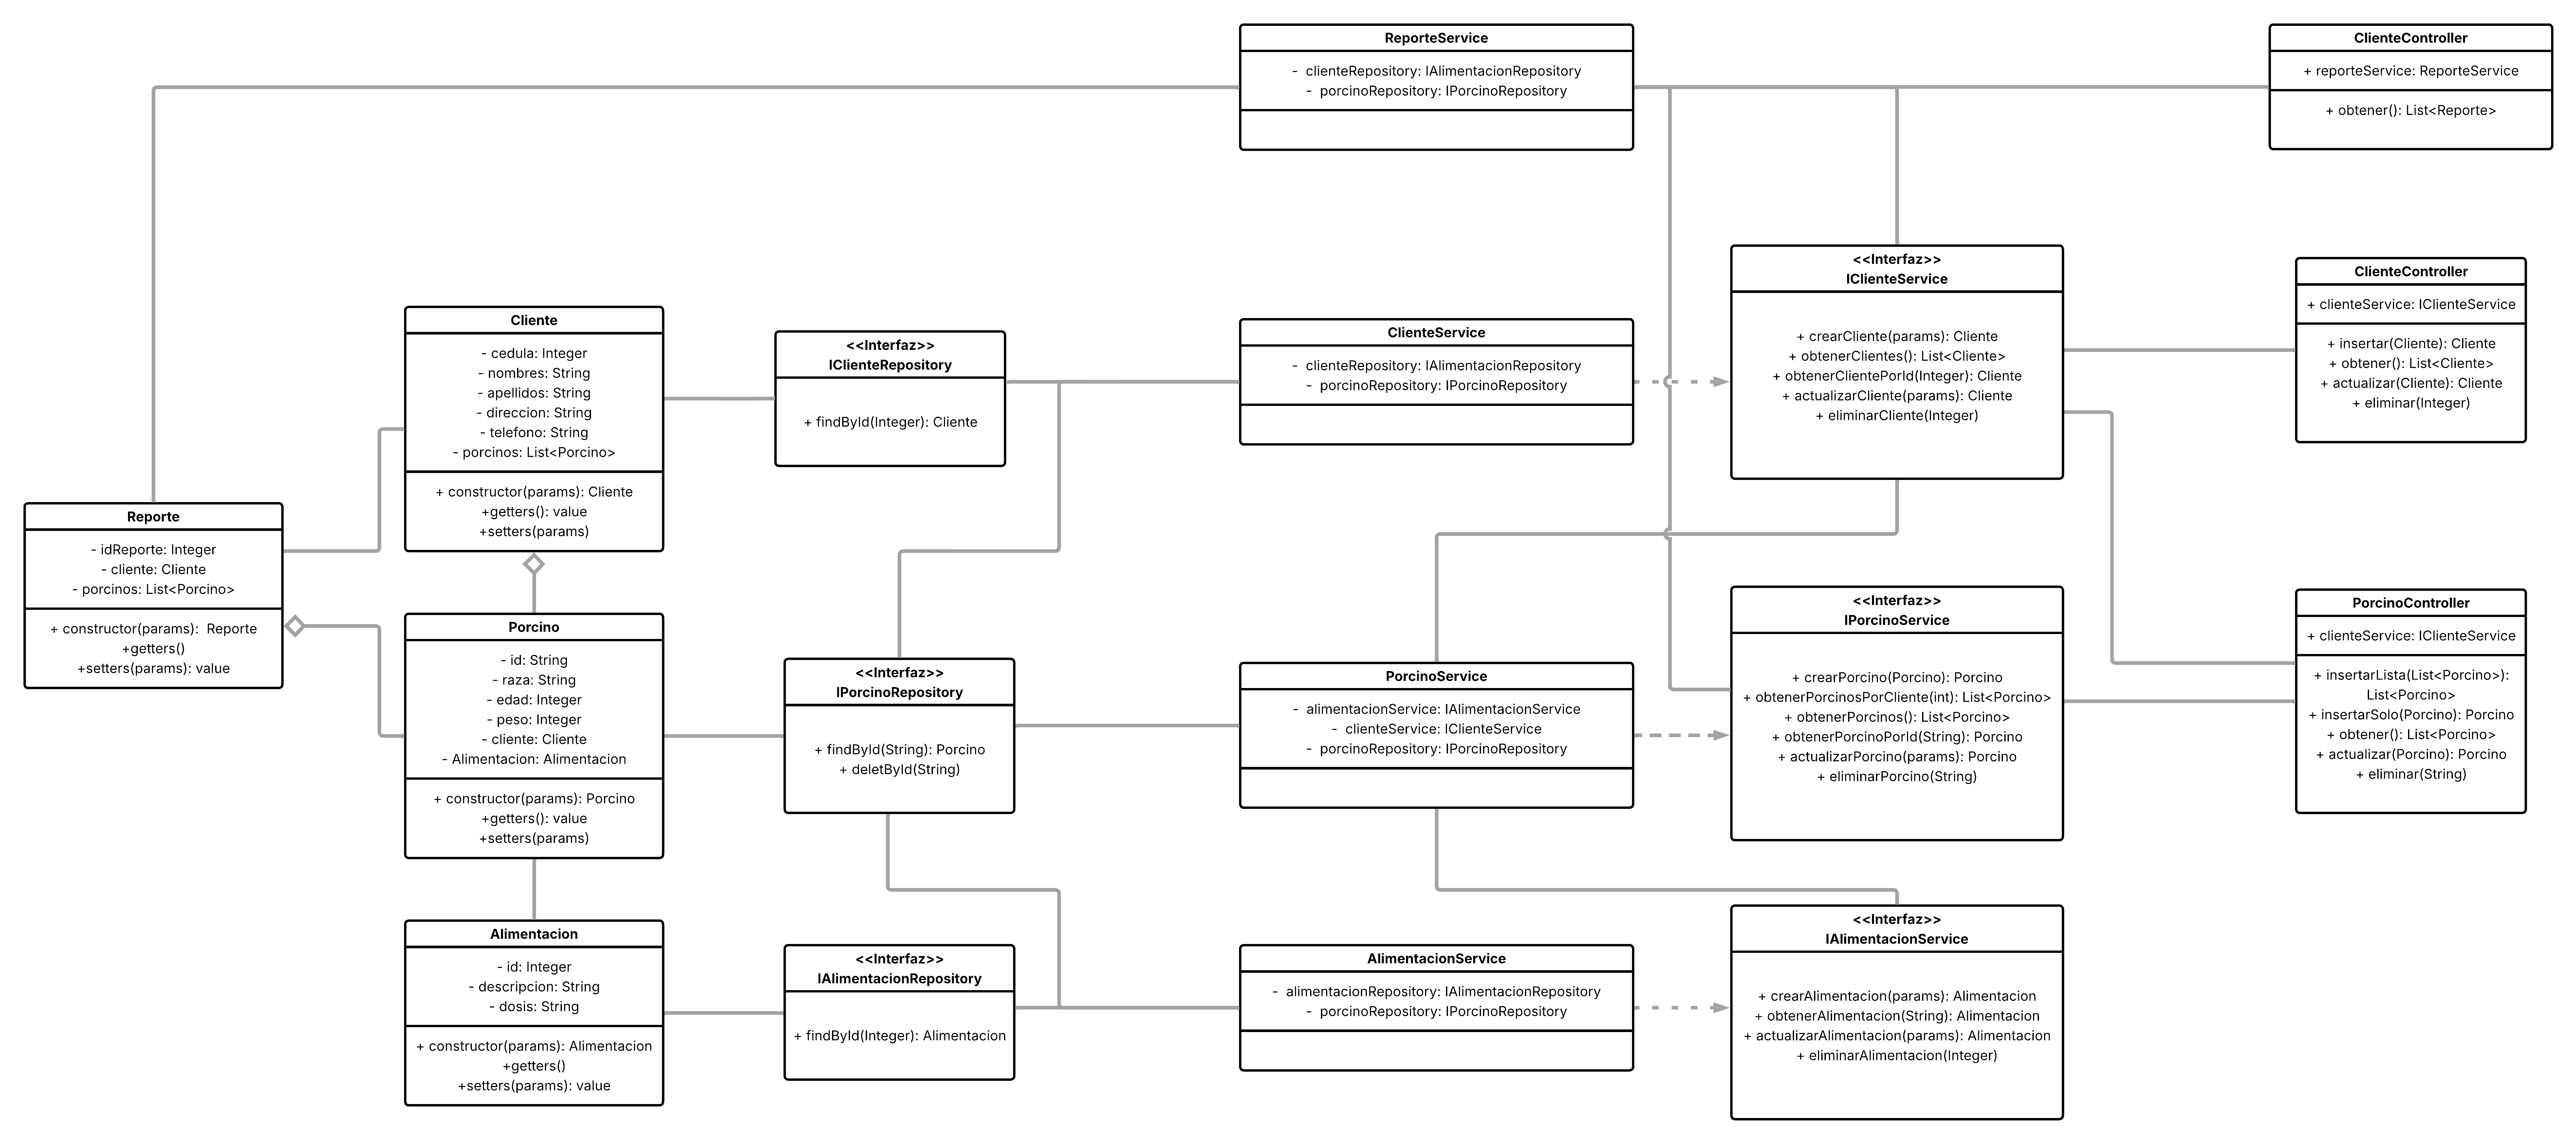 ReporteService
- clienteRepository: IAlimentacionRepository
- porcinoRepository: IPorcinoRepository
ClienteController
+ reporteService: ReporteService
+ obtener(): List<Reporte>
Reporte
- idReporte: Integer
- cliente: Cliente
- porcinos: List<Porcino>
+ constructor(params): Reporte
+getters()
+setters(params): value
Cliente
- cedula: Integer
- nombres: String
- apellidos: String
- direccion: String
- telefono: String
- porcinos: List<Porcino>
+ constructor(params): Cliente
+getters(): value
+setters(params)
<<Interfaz>>
IClienteRepository
+ findById(Integer): Cliente
ClienteService
- clienteRepository: IAlimentacionRepository
- porcinoRepository: IPorcinoRepository
<<Interfaz>>
IClienteService
+ crearCliente(params): Cliente
+ obtenerClientes(): List<Cliente>
+ obtenerClientePorId(Integer): Cliente
+ actualizarCliente(params): Cliente
+ eliminarCliente(Integer)
ClienteController
+ clienteService: IClienteService
+ insertar(Cliente): Cliente
+ obtener(): List<Cliente>
+ actualizar(Cliente): Cliente
+ eliminar(Integer)
Porcino
- id: String
- raza: String
- edad: Integer
- peso: Integer
- cliente: Cliente
- Alimentacion: Alimentacion
+ constructor(params): Porcino
+getters(): value
+setters(params)
<<Interfaz>>
IPorcinoRepository
+ findById(String): Porcino
+ deletById(String)
PorcinoService
- alimentacionService: IAlimentacionService
- clienteService: IClienteService
- porcinoRepository: IPorcinoRepository
<<Interfaz>>
IPorcinoService
+ crearPorcino(Porcino): Porcino
+ obtenerPorcinosPorCliente(int): List<Porcino>
+ obtenerPorcinos(): List<Porcino>
+ obtenerPorcinoPorId(String): Porcino
+ actualizarPorcino(params): Porcino
+ eliminarPorcino(String)
PorcinoController
+ clienteService: IClienteService
+ insertarLista(List<Porcino>):
List<Porcino>
+ insertarSolo(Porcino): Porcino
+ obtener(): List<Porcino>
+ actualizar(Porcino): Porcino
+ eliminar(String)
Alimentacion
- id: Integer
- descripcion: String
- dosis: String
+ constructor(params): Alimentacion
+getters()
+setters(params): value
<<Interfaz>>
IAlimentacionRepository
+ findById(Integer): Alimentacion
AlimentacionService
- alimentacionRepository: IAlimentacionRepository
- porcinoRepository: IPorcinoRepository
<<Interfaz>>
IAlimentacionService
+ crearAlimentacion(params): Alimentacion
+ obtenerAlimentacion(String): Alimentacion
+ actualizarAlimentacion(params): Alimentacion
+ eliminarAlimentacion(Integer)